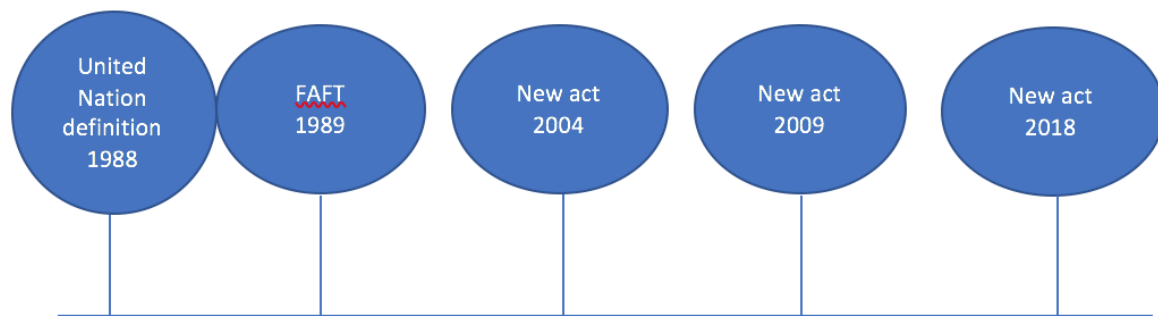 United
Nation
definition
1988
FAFT
1989
New act
2004
New act
2009
New act
2018